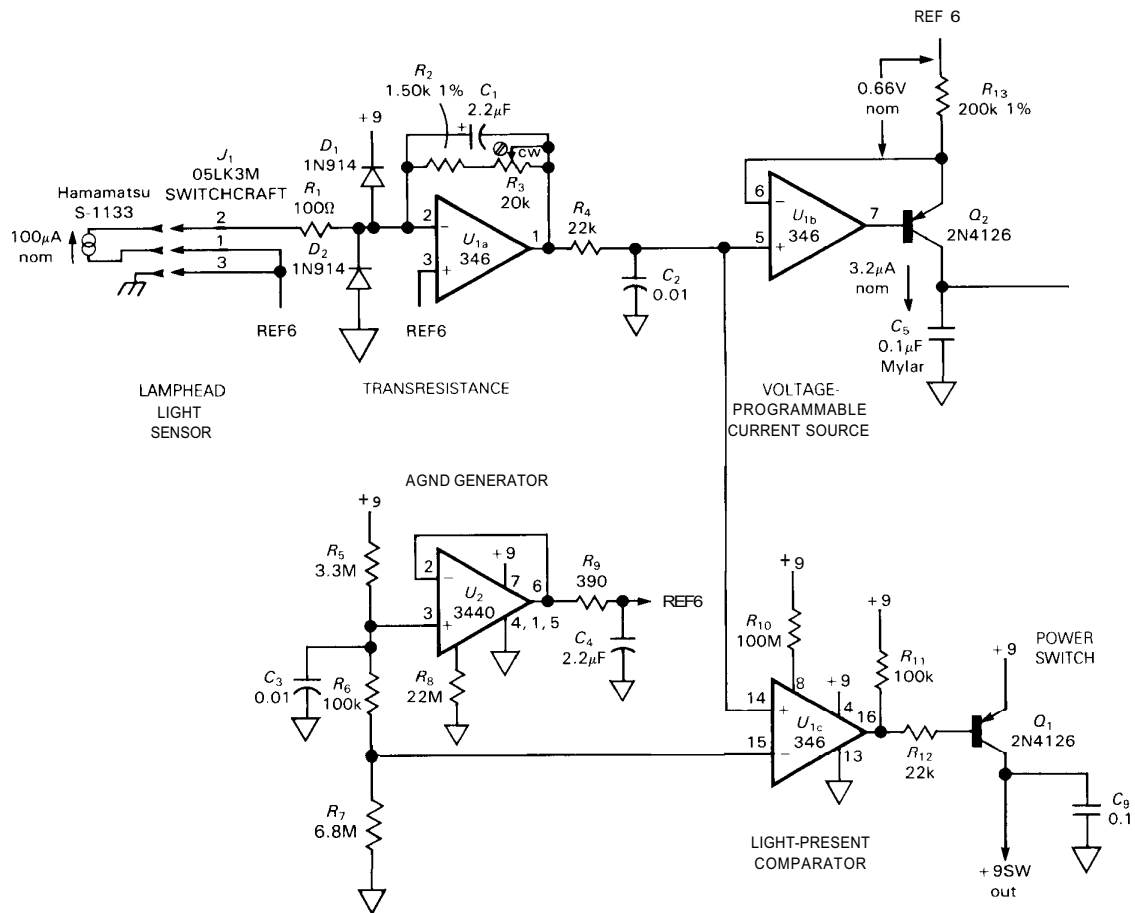 REF 6
R2
1.50k 1%
C1
2.2μF
+
+9
D1
1N914
cw
R3
20k
0.66V
nom
R13
200k 1%
J1
05LK3M
SWITCHCRAFT
Hamamatsu
S-1133
R1
100Ω
100μA
nom
2
1
3
D2
1N914
2
−
3
+
U1a
346
1
R4
22k
C2
0.01
6
−
5
+
U1b
346
7
Q2
2N4126
3.2μA
nom
C5
0.1μF
Mylar
REF6
REF6
LAMPHEAD
LIGHT
SENSOR
TRANSRESISTANCE
VOLTAGE-
PROGRAMMABLE
CURRENT SOURCE
AGND GENERATOR
+9
R5
3.3M
2
−
3
+
U2
3440
+9
7
6
4, 1, 5
R9
390
REF6
C4
2.2μF
C3
0.01
R6
100k
R8
22M
R7
6.8M
+9
R10
100M
8
+9
4
+9
R11
100k
POWER
SWITCH
+9
14
+
15
−
U1c
346
16
13
R12
22k
Q1
2N4126
C9
0.1
LIGHT-PRESENT
COMPARATOR
+9SW
out